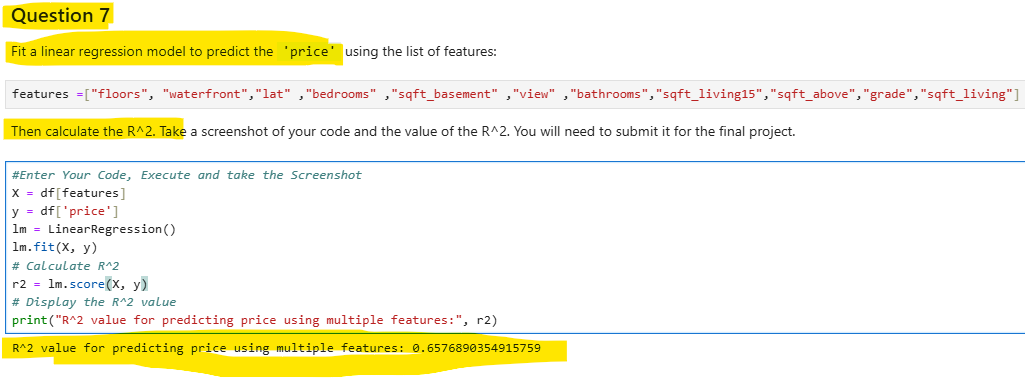 Question 7
Fit a linear regression model to predict the 'price' using the list of features:
features =["floors", "waterfront","lat" ,"bedrooms" ,"sqft_basement" ,"view" ,"bathrooms","sqft_living15","sqft_above","grade","sqft_living"]
Then calculate the R^2. Take a screenshot of your code and the value of the R^2. You will need to submit it for the final project.
#Enter Your Code, Execute and take the Screenshot
X = df[features]
y = df['price']
lm = LinearRegression()
lm.fit(X, y)
# Calculate R^2
r2 = lm.score(X, y)
# Display the R^2 value
print("R^2 value for predicting price using multiple features:", r2)
R^2 value for predicting price using multiple features: 0.6576890354915759